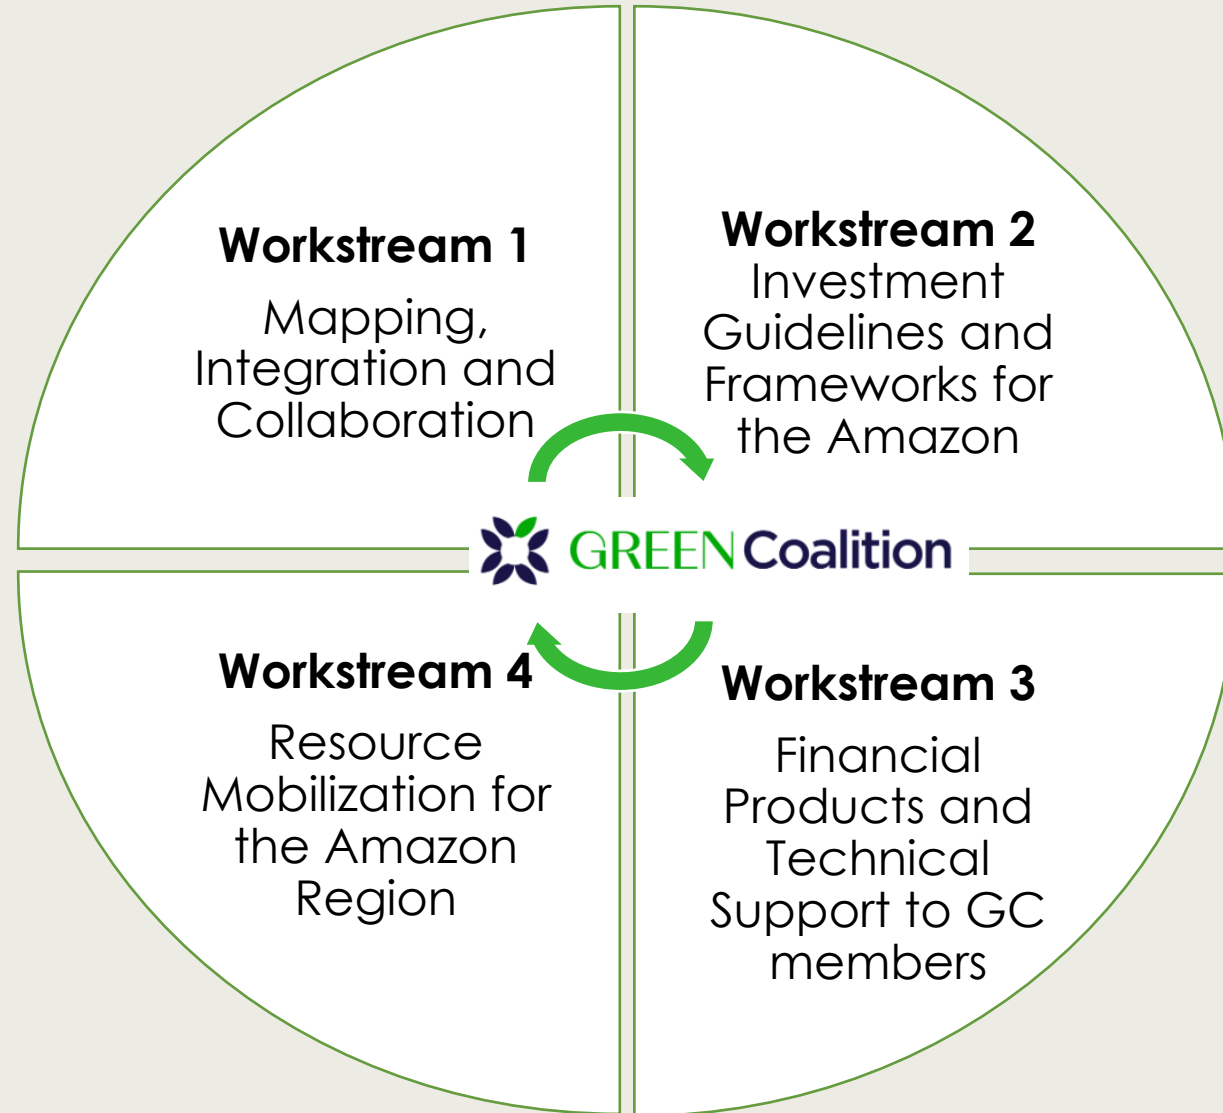 Workstream 1
Mapping,
Integration and
Collaboration
Workstream 2
Investment
Guidelines and
Frameworks for
the Amazon
GREEN Coalition
Workstream 4
Resource
Mobilization for
the Amazon
Region
Workstream 3
Financial
Products and
Technical
Support to GC
members